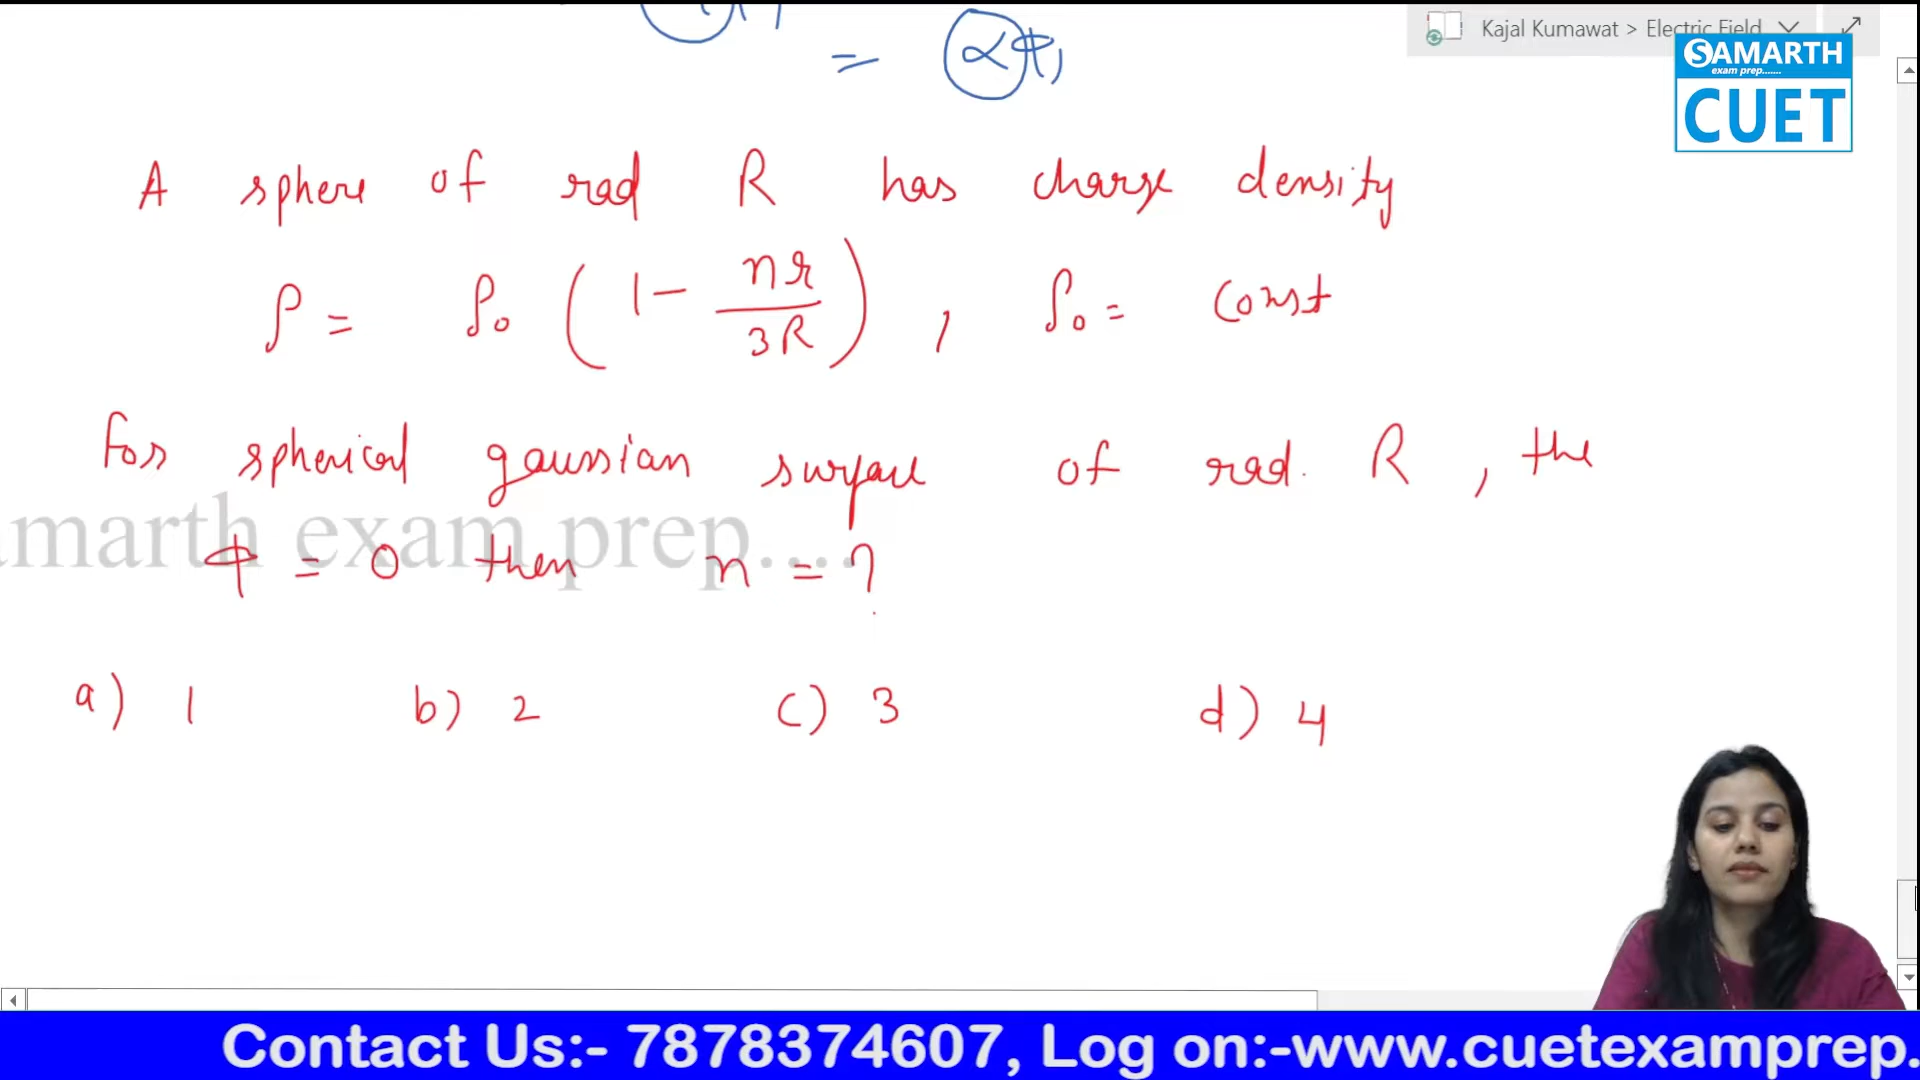 = αϕ₁
Kajal Kumawat > Electric Field
SAMARTH
exam prep.......
CUET
A sphere of rad R has charge density
ρ = ρ₀ (1 - nr/3R) , ρ₀ = const
For spherical gaussian surface of rad. R , the
ϕ = 0 then n = ?
amarth exam prep....
a) 1 b) 2 c) 3 d) 4
Contact Us:- 7878374607, Log on:-www.cuetexamprep.